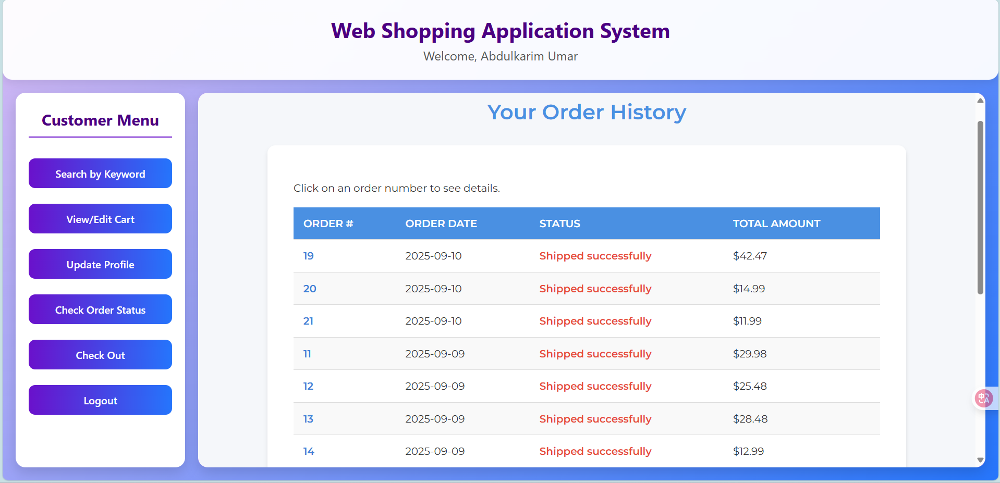 Web Shopping Application System
Welcome, Abdulkarim Umar
Customer Menu
Search by Keyword
View/Edit Cart
Update Profile
Check Order Status
Check Out
Logout
Your Order History
Click on an order number to see details.
ORDER # ORDER DATE STATUS TOTAL AMOUNT
19 2025-09-10 Shipped successfully $42.47
20 2025-09-10 Shipped successfully $14.99
21 2025-09-10 Shipped successfully $11.99
11 2025-09-09 Shipped successfully $29.98
12 2025-09-09 Shipped successfully $25.48
13 2025-09-09 Shipped successfully $28.48
14 2025-09-09 Shipped successfully $12.99
中A